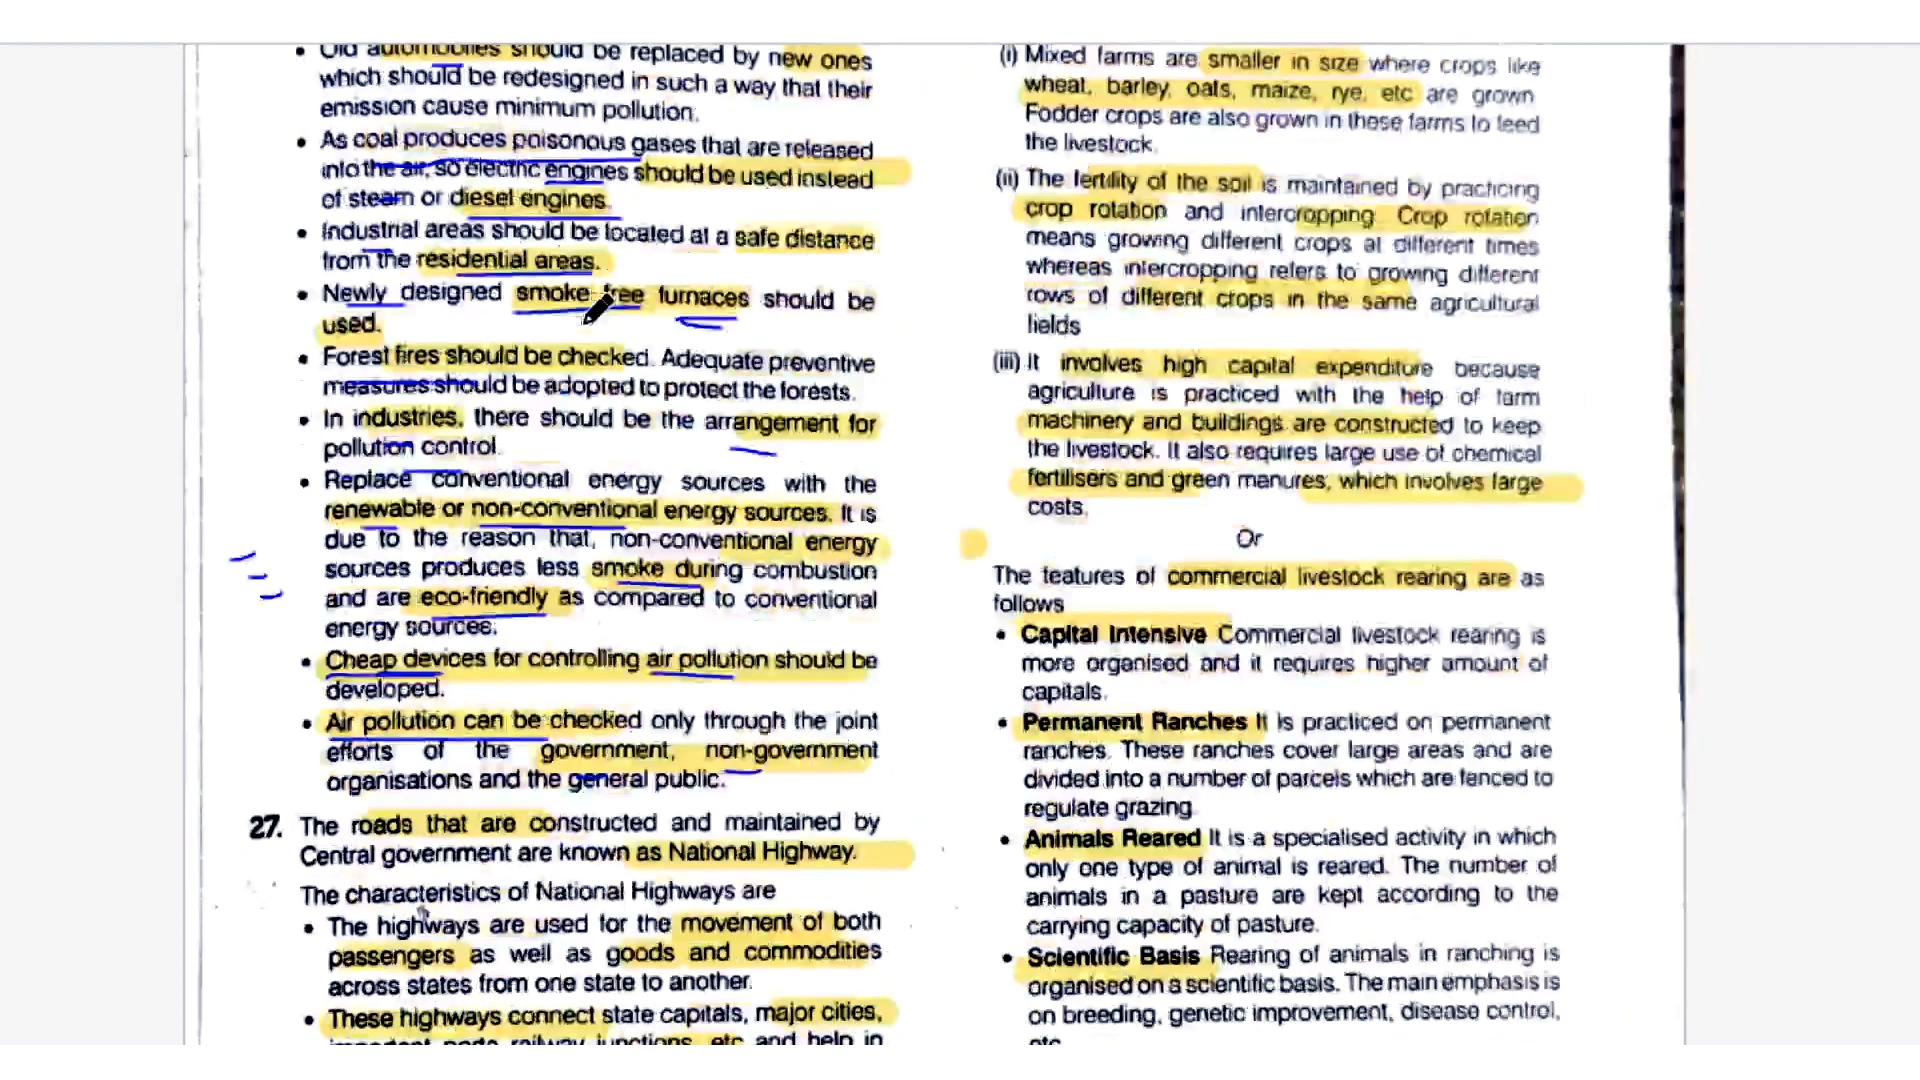 • Old automobiles should be replaced by new ones
which should be redesigned in such a way that their
emission cause minimum pollution.
• As coal produces poisonous gases that are released
into the air, so electric engines should be used instead
of steam or diesel engines.
• Industrial areas should be located at a safe distance
from the residential areas.
• Newly designed smoke free furnaces should be
used.
• Forest fires should be checked. Adequate preventive
measures should be adopted to protect the forests.
• In industries, there should be the arrangement for
pollution control.
• Replace conventional energy sources with the
renewable or non-conventional energy sources. It is
due to the reason that, non-conventional energy
sources produces less smoke during combustion
and are eco-friendly as compared to conventional
energy sources.
• Cheap devices for controlling air pollution should be
developed.
• Air pollution can be checked only through the joint
efforts of the government, non-government
organisations and the general public.
27. The roads that are constructed and maintained by
Central government are known as National Highway.
The characteristics of National Highways are
• The highways are used for the movement of both
passengers as well as goods and commodities
across states from one state to another.
• These highways connect state capitals, major cities,
important ports, railway junctions, etc and help in
(i) Mixed farms are smaller in size where crops like
wheat, barley, oats, maize, rye, etc are grown
Fodder crops are also grown in these farms to feed
the livestock.
(ii) The fertility of the soil is maintained by practicing
crop rotation and intercropping. Crop rotation
means growing different crops at different times
whereas intercropping refers to growing different
rows of different crops in the same agricultural
fields
(iii) It involves high capital expenditure because
agriculture is practiced with the help of farm
machinery and buildings are constructed to keep
the livestock. It also requires large use of chemical
fertilisers and green manures, which involves large
costs.
Or
The features of commercial livestock rearing are as
follows
• Capital Intensive Commercial livestock rearing is
more organised and it requires higher amount of
capitals.
• Permanent Ranches It is practiced on permanent
ranches. These ranches cover large areas and are
divided into a number of parcels which are fenced to
regulate grazing
• Animals Reared It is a specialised activity in which
only one type of animal is reared. The number of
animals in a pasture are kept according to the
carrying capacity of pasture.
• Scientific Basis Rearing of animals in ranching is
organised on a scientific basis. The main emphasis is
on breeding, genetic improvement, disease control,
etc